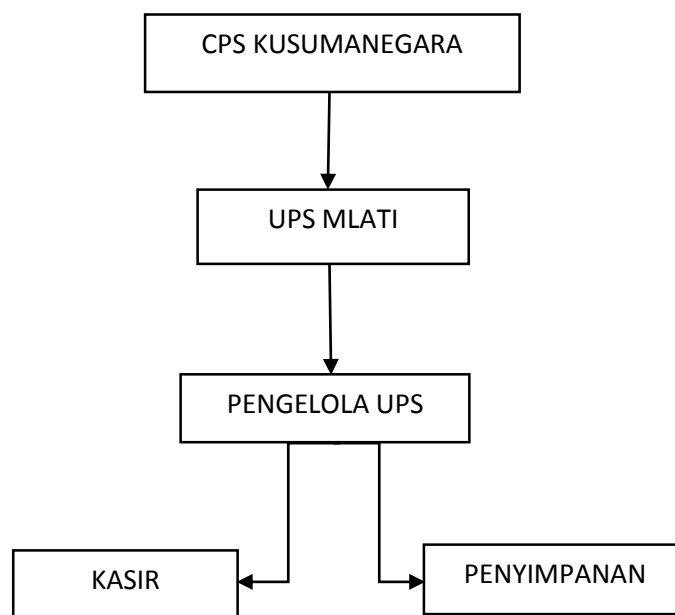 CPS KUSUMANEGARA
UPS MLATI
PENGELOLA UPS
KASIR
PENYIMPANAN